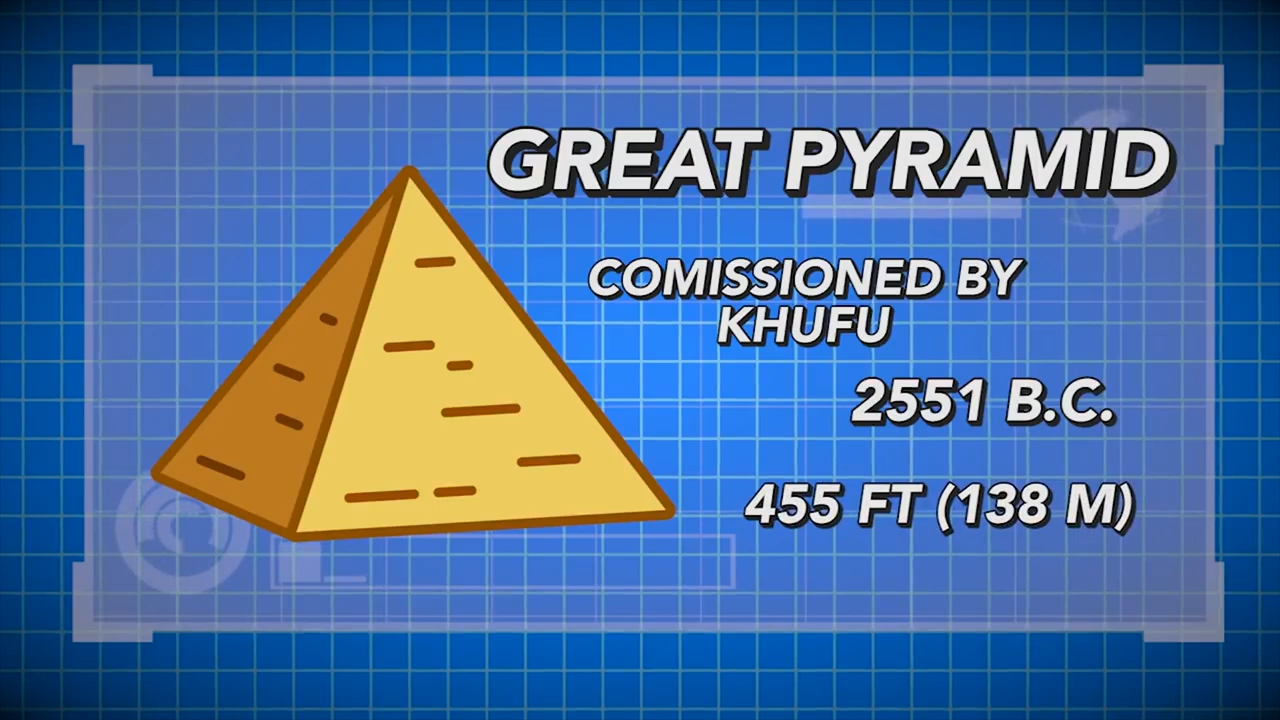 GREAT PYRAMID
COMISSIONED BY
KHUFU
2551 B.C.
455 FT (138 M)